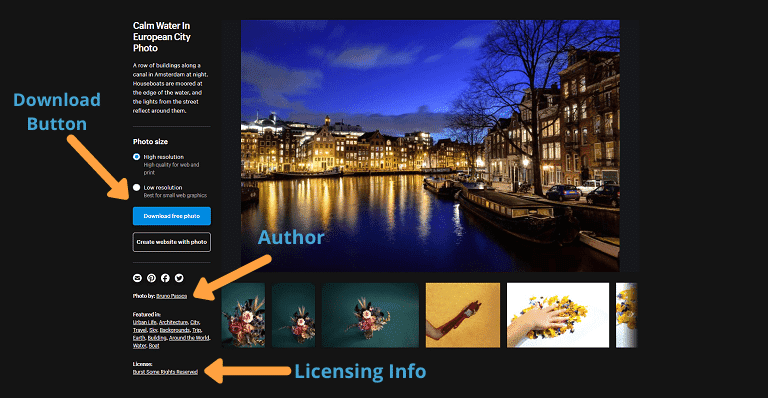 Calm Water In
European City
Photo
A row of buildings along a
canal in Amsterdam at night.
Houseboats are moored at
the edge of the water, and
the lights from the street
reflect around them.
Download
Button
Photo size
High resolution
High quality for web and
print
Low resolution
Best for small web graphics
Download free photo
Create website with photo
Author
Photo by: Bruno Passos
Featured in:
Urban Life, Architecture, City,
Travel, Sky, Backgrounds, Trip,
Earth, Building, Around the World,
Water, Boat
License:
Burst Some Rights Reserved
Licensing Info